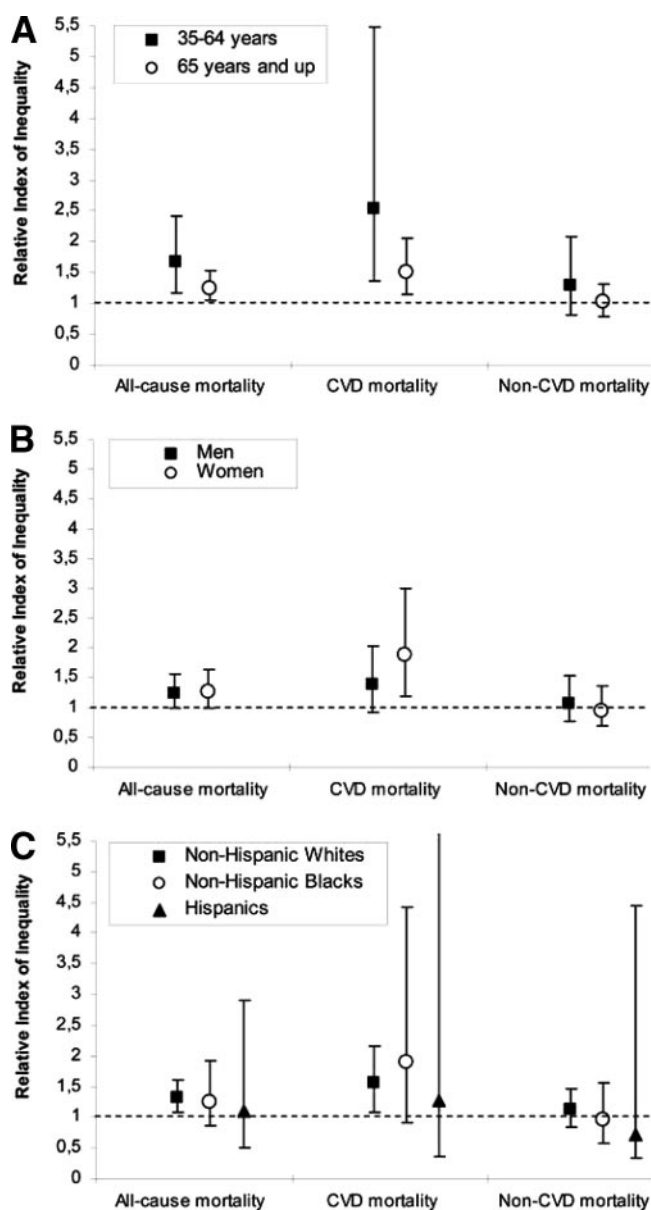 A
35-64 years
65 years and up
Relative Index of Inequality
5,5
5
4,5
4
3,5
3
2,5
2
1,5
1
0,5
0
All-cause mortality CVD mortality Non-CVD mortality
B
Men
Women
Relative Index of Inequality
5,5
5
4,5
4
3,5
3
2,5
2
1,5
1
0,5
0
All-cause mortality CVD mortality Non-CVD mortality
C
Non-Hispanic Whites
Non-Hispanic Blacks
Hispanics
Relative Index of Inequality
5,5
5
4,5
4
3,5
3
2,5
2
1,5
1
0,5
0
All-cause mortality CVD mortality Non-CVD mortality